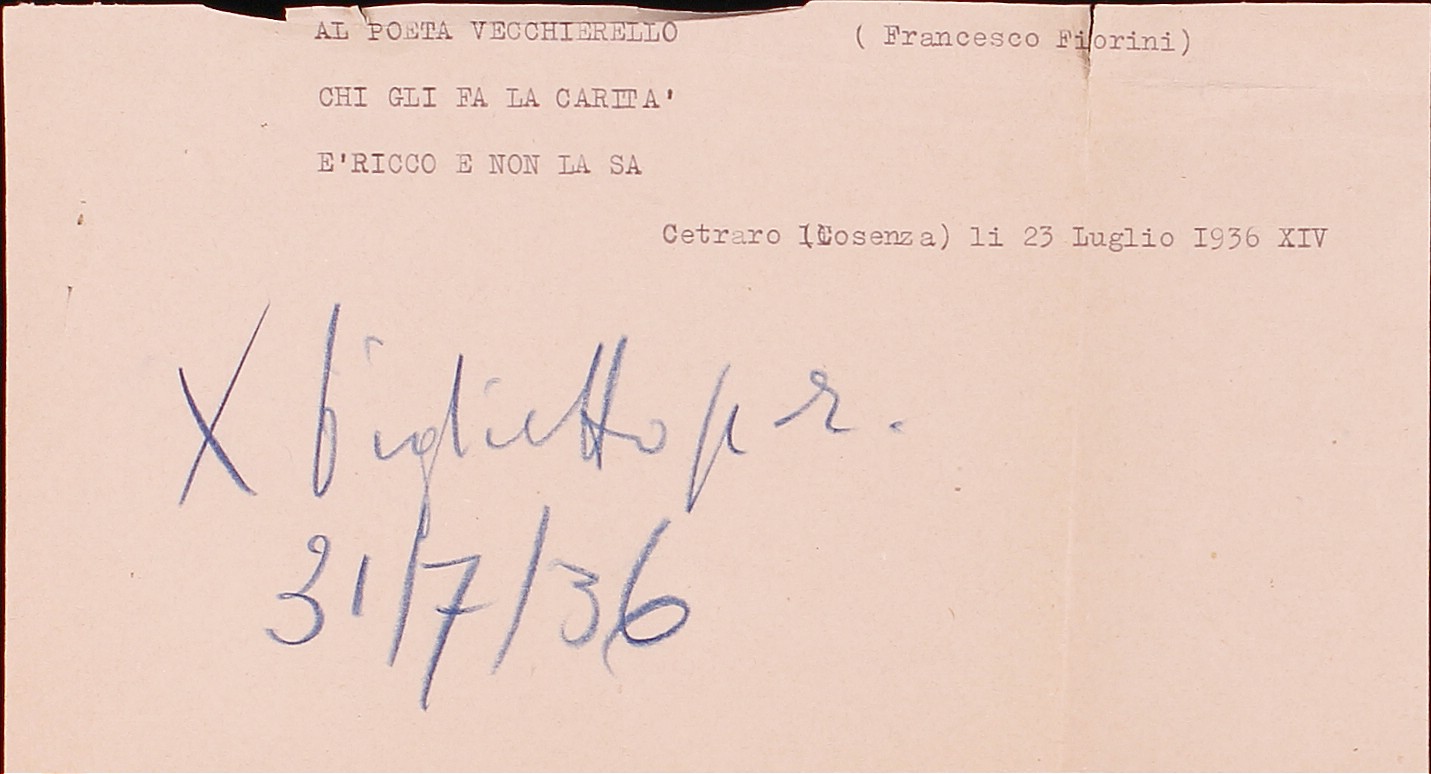 AL POETA VECCHIERELLO ( Francesco Fiorini)
CHI GLI FA LA CARITA'
E'RICCO E NON LA SA
Cetraro (Cosenza) li 23 Luglio I936 XIV
X biglietto p r.
31/7/36